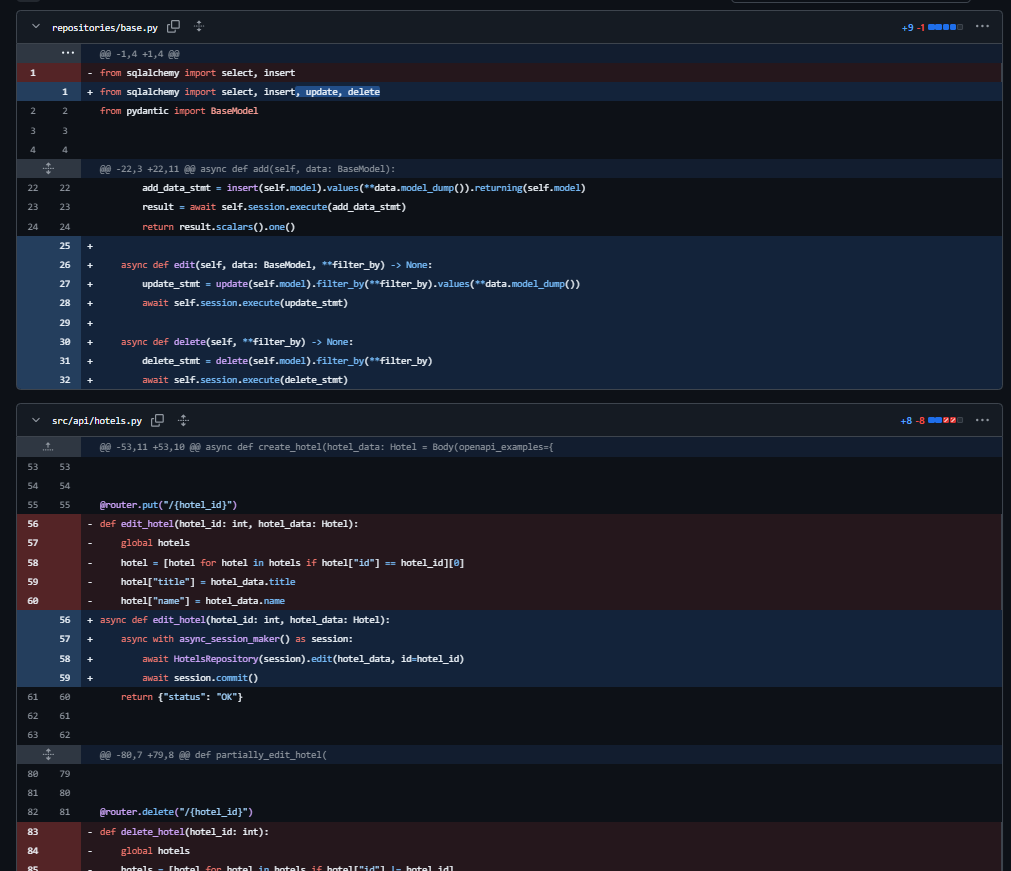 repositories/base.py +9 -1
@@ -1,4 +1,4 @@
1 - from sqlalchemy import select, insert
1 + from sqlalchemy import select, insert, update, delete
2 2 from pydantic import BaseModel
3 3
4 4
@@ -22,3 +22,11 @@ async def add(self, data: BaseModel):
22 22 add_data_stmt = insert(self.model).values(**data.model_dump()).returning(self.model)
23 23 result = await self.session.execute(add_data_stmt)
24 24 return result.scalars().one()
25 +
26 + async def edit(self, data: BaseModel, **filter_by) -> None:
27 + update_stmt = update(self.model).filter_by(**filter_by).values(**data.model_dump())
28 + await self.session.execute(update_stmt)
29 +
30 + async def delete(self, **filter_by) -> None:
31 + delete_stmt = delete(self.model).filter_by(**filter_by)
32 + await self.session.execute(delete_stmt)
src/api/hotels.py +8 -8
@@ -53,11 +53,10 @@ async def create_hotel(hotel_data: Hotel = Body(openapi_examples={
53 53
54 54
55 55 @router.put("/{hotel_id}")
56 - def edit_hotel(hotel_id: int, hotel_data: Hotel):
57 - global hotels
58 - hotel = [hotel for hotel in hotels if hotel["id"] == hotel_id][0]
59 - hotel["title"] = hotel_data.title
60 - hotel["name"] = hotel_data.name
56 + async def edit_hotel(hotel_id: int, hotel_data: Hotel):
57 + async with async_session_maker() as session:
58 + await HotelsRepository(session).edit(hotel_data, id=hotel_id)
59 + await session.commit()
61 60 return {"status": "OK"}
62 61
63 62
@@ -80,7 +79,8 @@ def partially_edit_hotel(
80 79
81 80
82 81 @router.delete("/{hotel_id}")
83 - def delete_hotel(hotel_id: int):
84 - global hotels
85 - hotels = [hotel for hotel in hotels if hotel["id"] != hotel_id]